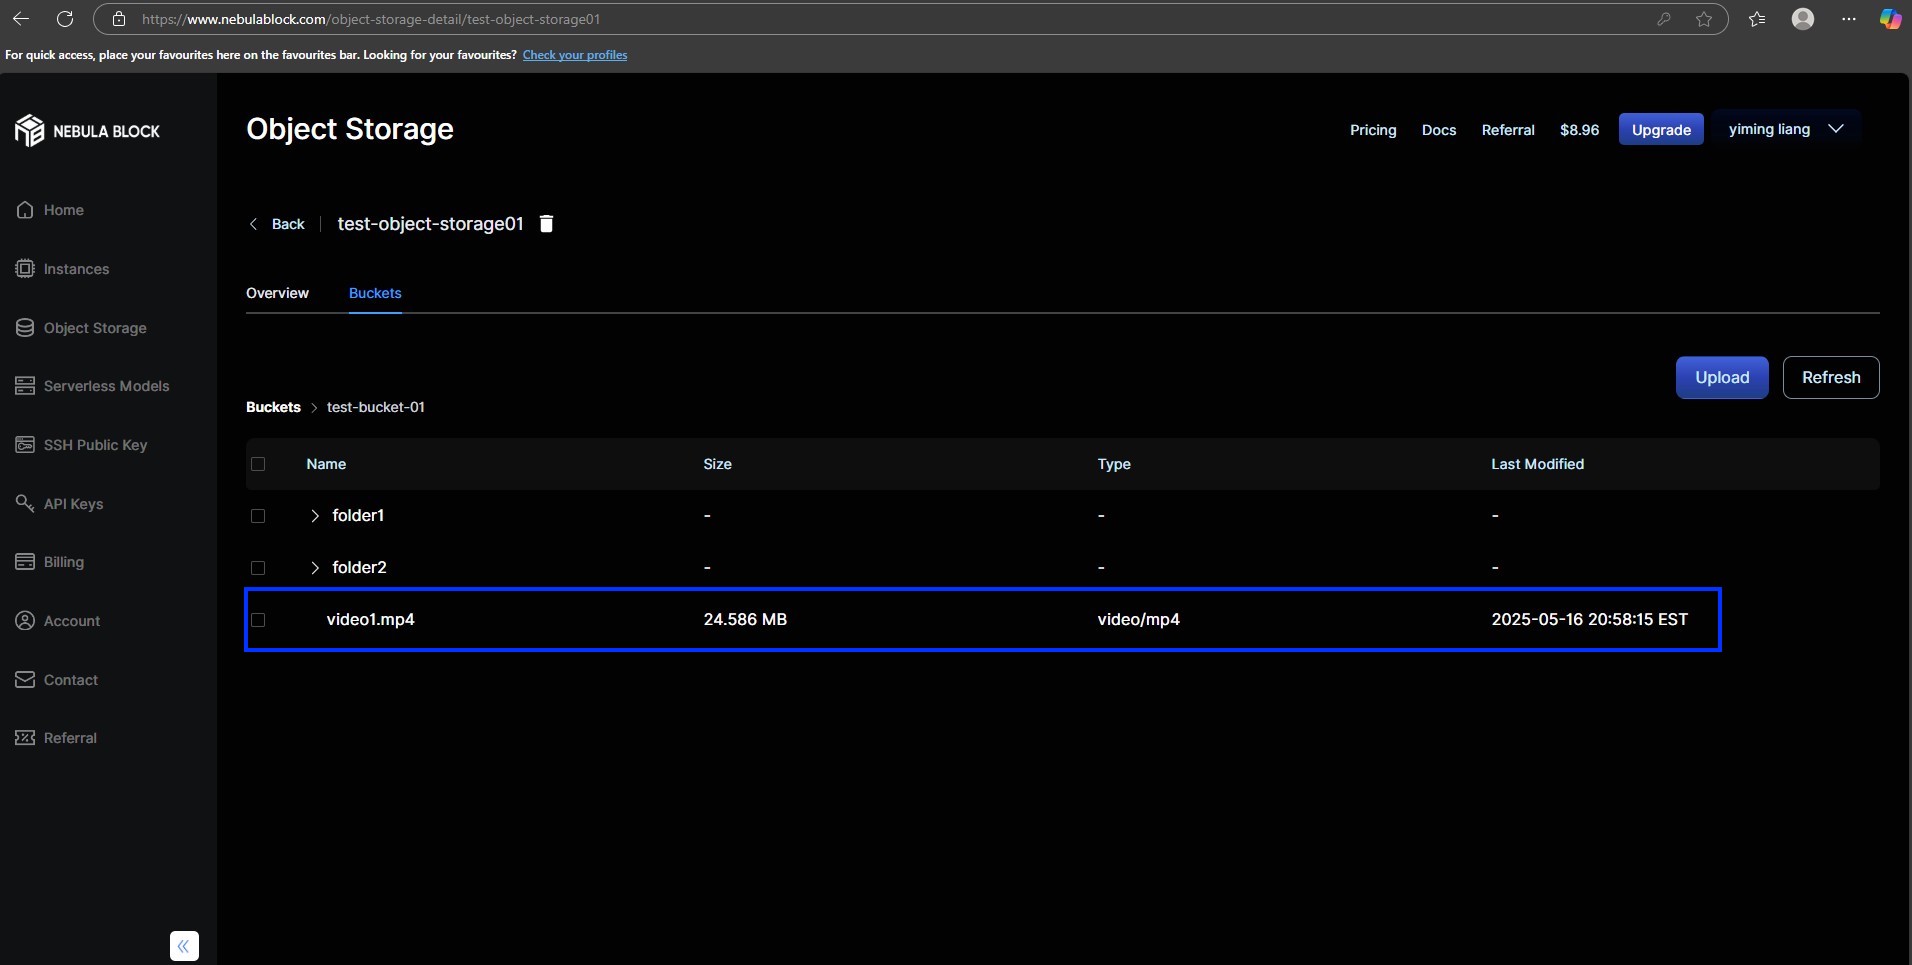 https://www.nebulablock.com/object-storage-detail/test-object-storage01
For quick access, place your favourites here on the favourites bar. Looking for your favourites? Check your profiles
NEBULA BLOCK
Object Storage
Pricing Docs Referral $8.96 Upgrade yiming liang
Home
Instances
Object Storage
Serverless Models
SSH Public Key
API Keys
Billing
Account
Contact
Referral
Back test-object-storage01
Overview Buckets
Upload Refresh
Buckets > test-bucket-01
Name Size Type Last Modified
folder1 - - -
folder2 - - -
video1.mp4 24.586 MB video/mp4 2025-05-16 20:58:15 EST